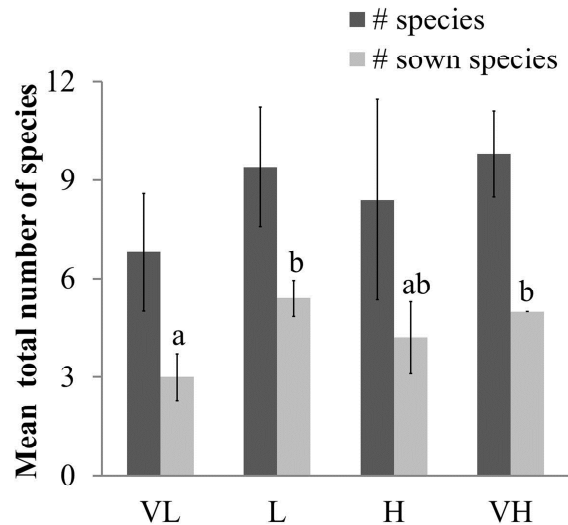 # species
# sown species
Mean total number of species
12
9
6
3
0
a
b
ab
b
VL L H VH